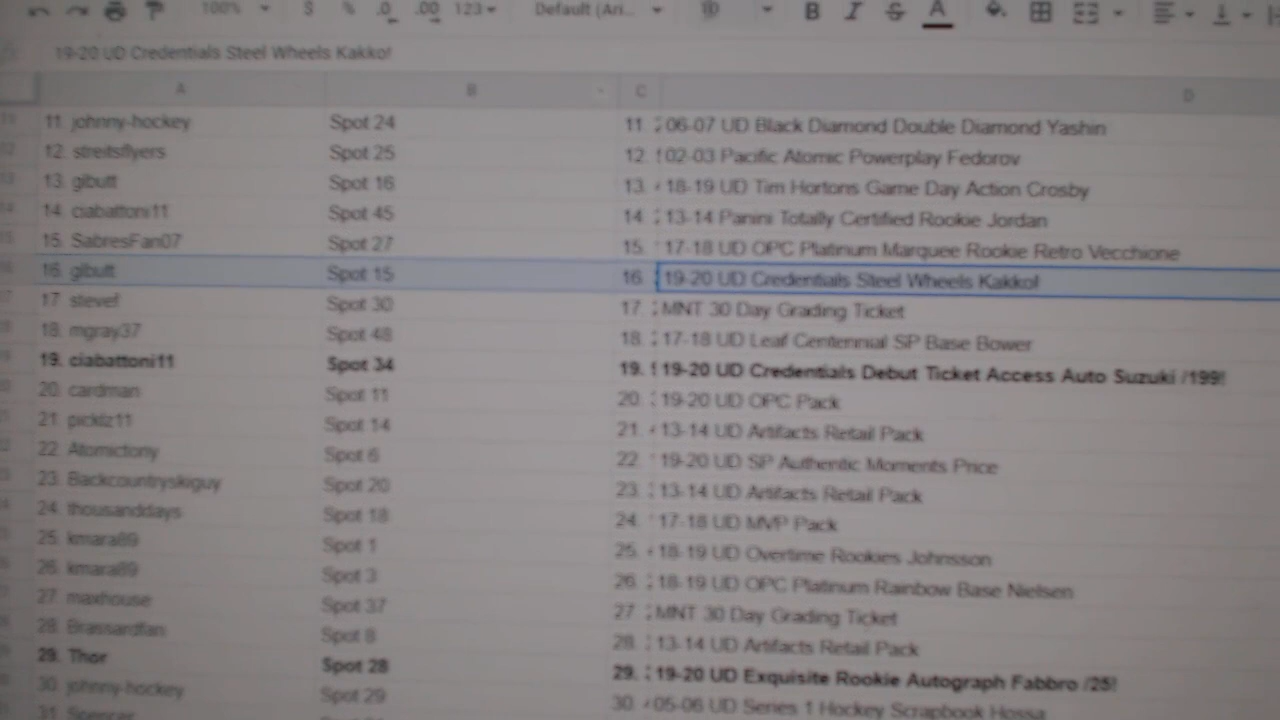 100% $ % .0 .00 123 Default (Ari... 10 B I S A
19-20 UD Credentials Steel Wheels Kakko!
A B C D
11. johnny-hockey Spot 24 11. 06-07 UD Black Diamond Double Diamond Yashin
12. streitsflyers Spot 25 12. 02-03 Pacific Atomic Powerplay Fedorov
13. glbutt Spot 16 13. 18-19 UD Tim Hortons Game Day Action Crosby
14. ciabattoni11 Spot 45 14. 13-14 Panini Totally Certified Rookie Jordan
15. SabresFan07 Spot 27 15. 17-18 UD OPC Platinum Marquee Rookie Retro Vecchione
16. glbutt Spot 15 16. 19-20 UD Credentials Steel Wheels Kakko!
17. stevef Spot 30 17. MNT 30 Day Grading Ticket
18. mgray37 Spot 48 18. 17-18 UD Leaf Centennial SP Base Bower
19. ciabattoni11 Spot 34 19. 19-20 UD Credentials Debut Ticket Access Auto Suzuki /199!
20. cardman Spot 11 20. 19-20 UD OPC Pack
21. picklz11 Spot 14 21. 13-14 UD Artifacts Retail Pack
22. Atomictony Spot 6 22. 19-20 UD SP Authentic Moments Price
23. Backcountryskiguy Spot 20 23. 13-14 UD Artifacts Retail Pack
24. thousanddays Spot 18 24. 17-18 UD MVP Pack
25. kmara89 Spot 1 25. 18-19 UD Overtime Rookies Johnsson
26. kmara89 Spot 3 26. 18-19 UD OPC Platinum Rainbow Base Nielsen
27. maxhouse Spot 37 27. MNT 30 Day Grading Ticket
28. Brassardfan Spot 8 28. 13-14 UD Artifacts Retail Pack
29. Thor Spot 28 29. 19-20 UD Exquisite Rookie Autograph Fabbro /25!
30. johnny-hockey Spot 29 30. 05-06 UD Series 1 Hockey Scrapbook Hossa
31. Spencer